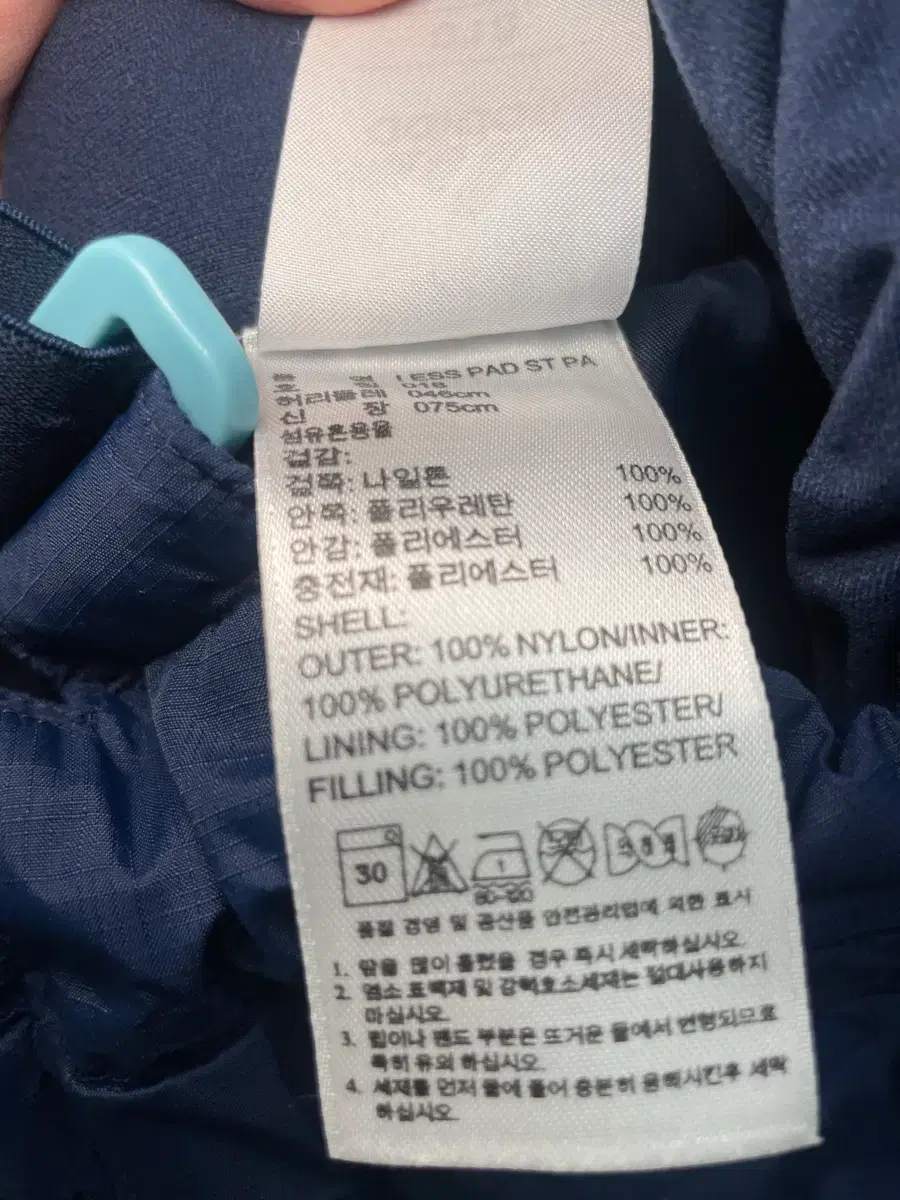 LESS PAD ST PA
018
허리둘레 046cm
신 장 075cm
섬유혼용율
겉감:
겉쪽: 나일론 100%
안쪽: 폴리우레탄 100%
안감: 폴리에스터 100%
충전재: 폴리에스터 100%
SHELL:
OUTER: 100% NYLON/INNER:
100% POLYURETHANE/
LINING: 100% POLYESTER/
FILLING: 100% POLYESTER
30
1
80~120
품질 경영 및 공산품 안전관리법에 의한 표시
1. 땀을 많이 흘렸을 경우 즉시 세탁하십시오.
2. 염소 표백제 및 강력효소세제는 절대사용하지
마십시오.
3. 힙이나 밴드 부분은 뜨거운 물에서 변형되므로
특히 유의 하십시오.
4. 세제를 먼저 물에 풀어 충분히 용해시킨후 세탁
하십시오.